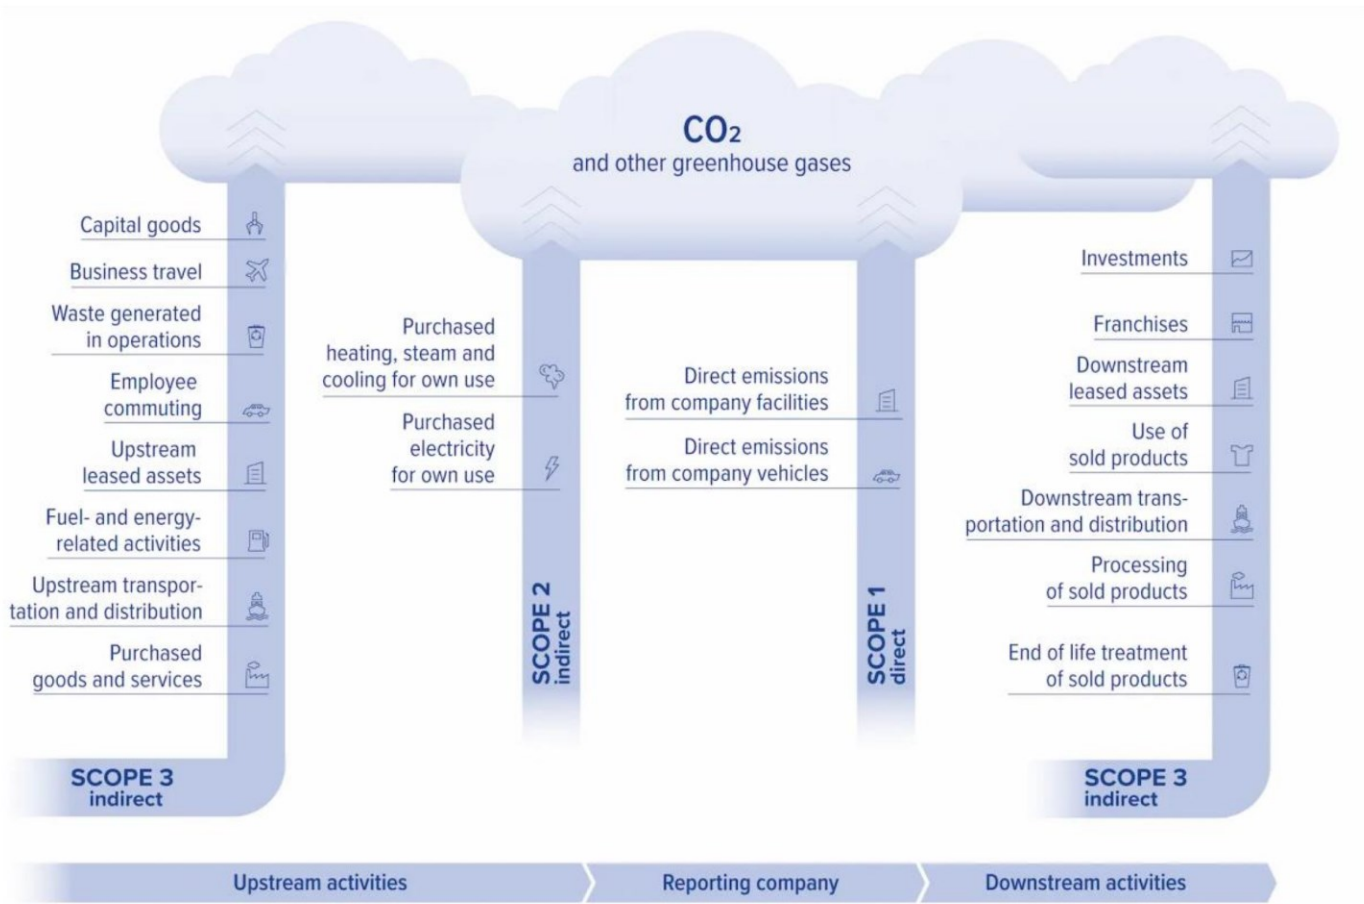 CO₂
and other greenhouse gases
Capital goods
Business travel
Waste generated
in operations
Employee
commuting
Upstream
leased assets
Fuel- and energy-
related activities
Upstream transpor-
tation and distribution
Purchased
goods and services
SCOPE 3
indirect
Purchased
heating, steam and
cooling for own use
Purchased
electricity
for own use
SCOPE 2
indirect
Direct emissions
from company facilities
Direct emissions
from company vehicles
SCOPE 1
direct
Investments
Franchises
Downstream
leased assets
Use of
sold products
Downstream trans-
portation and distribution
Processing
of sold products
End of life treatment
of sold products
SCOPE 3
indirect
Upstream activities
Reporting company
Downstream activities